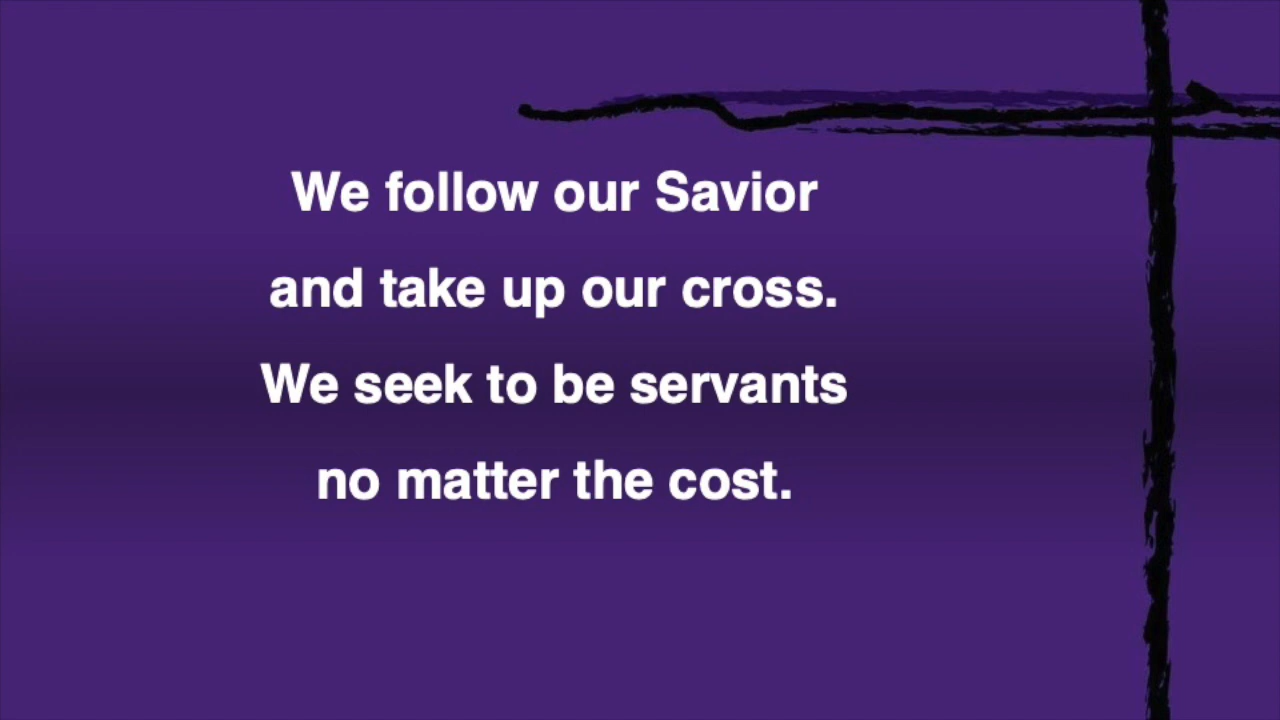 We follow our Savior
and take up our cross.
We seek to be servants
no matter the cost.